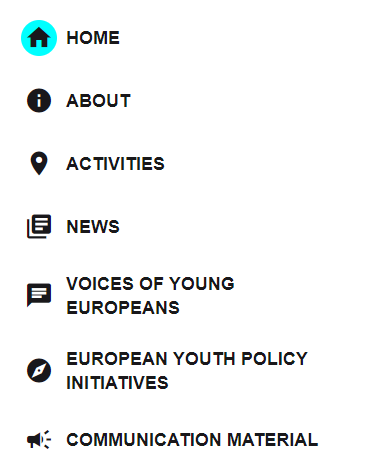 HOME
ABOUT
ACTIVITIES
NEWS
VOICES OF YOUNG
EUROPEANS
EUROPEAN YOUTH POLICY
INITIATIVES
COMMUNICATION MATERIAL